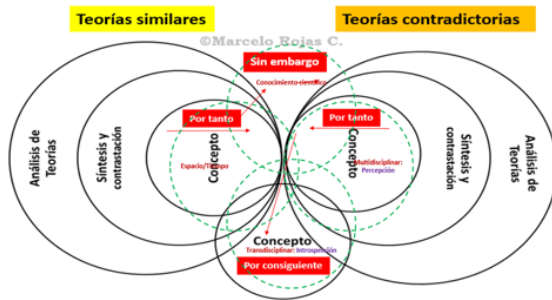 Teorías similares
Teorías contradictorias
©Marcelo Rojas C.
Sin embargo
Conocimiento científico
Por tanto
Por tanto
Análisis de
Teorías
Síntesis y
contrastación
Concepto
Espacio/Tiempo
Concepto
Multidisciplinar:
Percepción
Síntesis y
contrastación
Análisis de
Teorías
Concepto
Transdisciplinar: Introspección
Por consiguiente